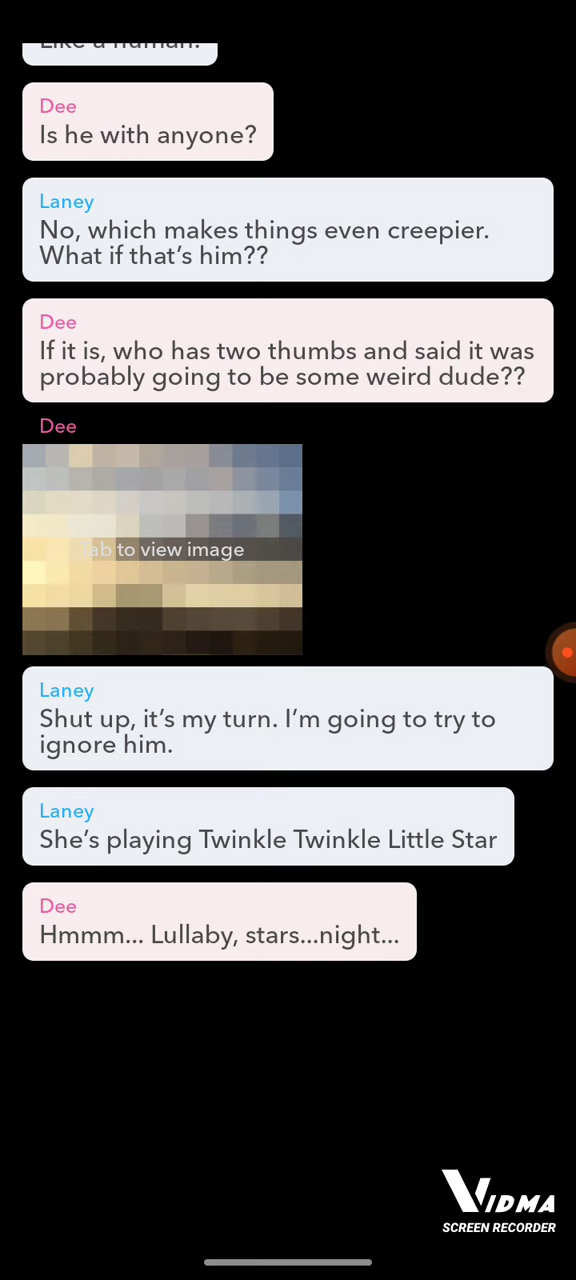 Like a human.
Dee
Is he with anyone?
Laney
No, which makes things even creepier.
What if that's him??
Dee
If it is, who has two thumbs and said it was
probably going to be some weird dude??
Dee
ab to view image
Laney
Shut up, it's my turn. I'm going to try to
ignore him.
Laney
She's playing Twinkle Twinkle Little Star
Dee
Hmmm... Lullaby, stars...night...
VIDMA
SCREEN RECORDER